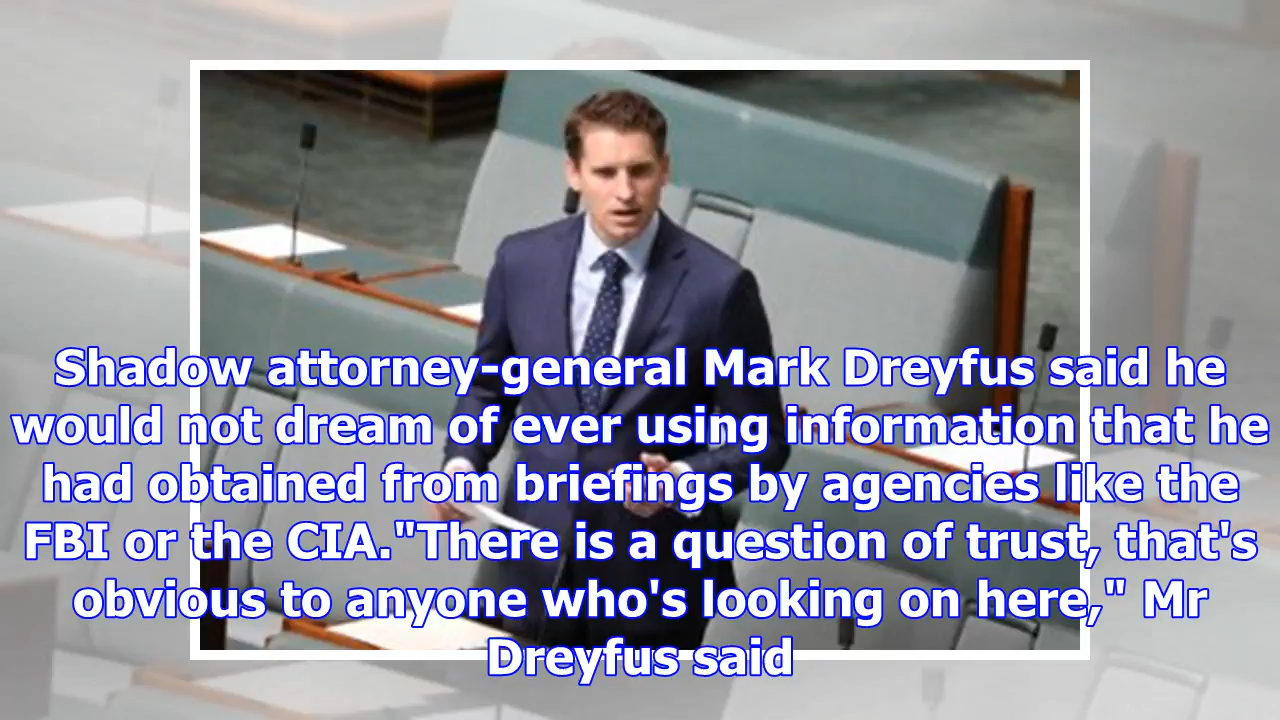 Shadow attorney-general Mark Dreyfus said he
would not dream of ever using information that he
had obtained from briefings by agencies like the
FBI or the CIA."There is a question of trust, that's
obvious to anyone who's looking on here," Mr
Dreyfus said